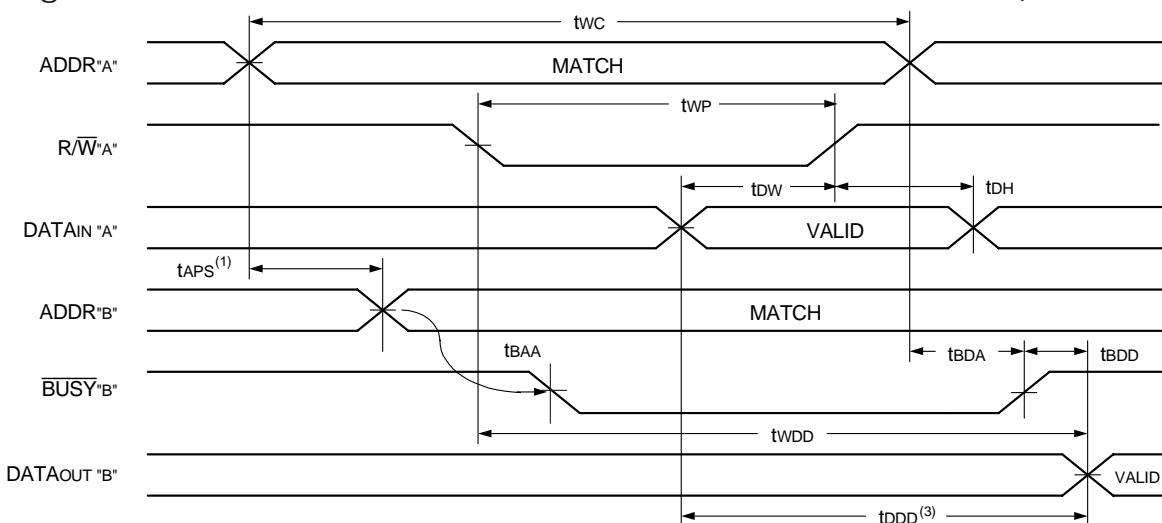 tWC
ADDR"A"
MATCH
tWP
R/W̅"A"
tDW
tDH
DATAIN "A"
VALID
tAPS(1)
ADDR"B"
MATCH
tBAA
tBDA
tBDD
B̅U̅S̅Y̅"B"
tWDD
DATAOUT "B"
VALID
tDDD(3)